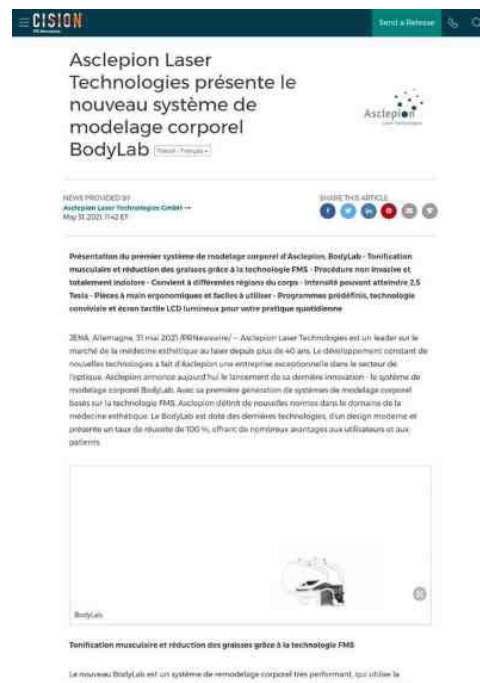 CISION
PR Newswire
Send a Release
Asclepion Laser
Technologies présente le
nouveau système de
modelage corporel
BodyLab
Asclepion
Laser Technologies
NEWS PROVIDED BY
Asclepion Laser Technologies GmbH →
May 31, 2021, 11:42 ET
SHARE THIS ARTICLE
Présentation du premier système de modelage corporel d'Asclepion, BodyLab - Tonification
musculaire et réduction des graisses grâce à la technologie FMS - Procédure non invasive et
totalement indolore - Convient à différentes régions du corps - Intensité pouvant atteindre 2,5
Tesla - Pièces à main ergonomiques et faciles à utiliser - Programmes prédéfinis, technologie
conviviale et écran tactile LCD lumineux pour votre pratique quotidienne
JENA, Allemagne, 31 mai 2021 /PRNewswire/ -- Asclepion Laser Technologies est un leader sur le
marché de la médecine esthétique au laser depuis plus de 40 ans. Le développement constant de
nouvelles technologies a fait d'Asclepion une entreprise exceptionnelle dans le secteur de
l'optique. Asclepion annonce aujourd'hui le lancement de sa dernière innovation - le système de
modelage corporel BodyLab. Avec sa première génération de systèmes de modelage corporel
basés sur la technologie FMS, Asclepion définit de nouvelles normes dans le domaine de la
médecine esthétique. Le BodyLab est doté des dernières technologies, d'un design moderne et
présente un taux de réussite de 100 %, offrant de nombreux avantages aux utilisateurs et aux
patients.
BodyLab
Tonification musculaire et réduction des graisses grâce à la technologie FMS
Le nouveau BodyLab est un système de remodelage corporel très performant, qui utilise la